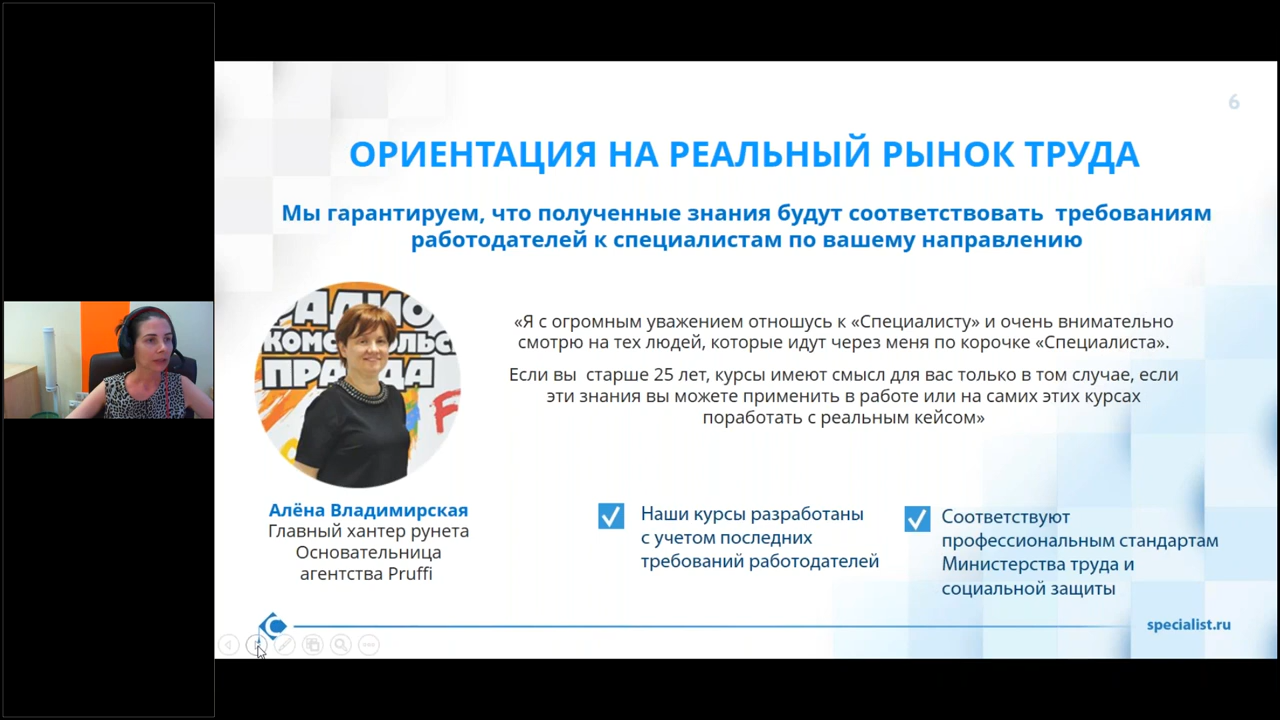 6
ОРИЕНТАЦИЯ НА РЕАЛЬНЫЙ РЫНОК ТРУДА
Мы гарантируем, что полученные знания будут соответствовать требованиям
работодателей к специалистам по вашему направлению
РАДИО
КОМСОМОЛЬС
ПРАВДА
«Я с огромным уважением отношусь к «Специалисту» и очень внимательно
смотрю на тех людей, которые идут через меня по корочке «Специалиста».
Если вы старше 25 лет, курсы имеют смысл для вас только в том случае, если
эти знания вы можете применить в работе или на самих этих курсах
поработать с реальным кейсом»
Алёна Владимирская
Главный хантер рунета
Основательница
агентства Pruffi
Наши курсы разработаны
с учетом последних
требований работодателей
Соответствуют
профессиональным стандартам
Министерства труда и
социальной защиты
specialist.ru